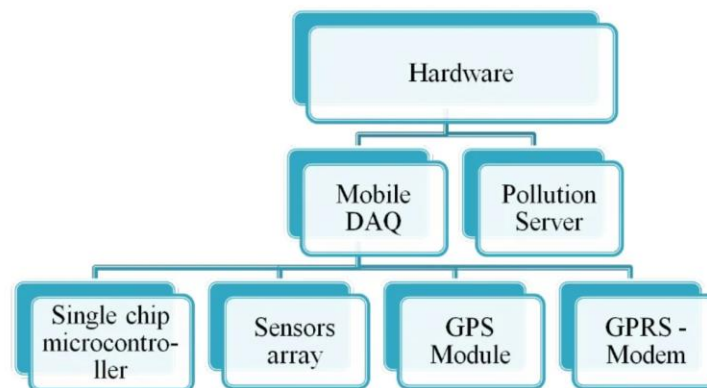 Hardware
Mobile
DAQ
Pollution
Server
Single chip
microcontro-
ller
Sensors
array
GPS
Module
GPRS -
Modem